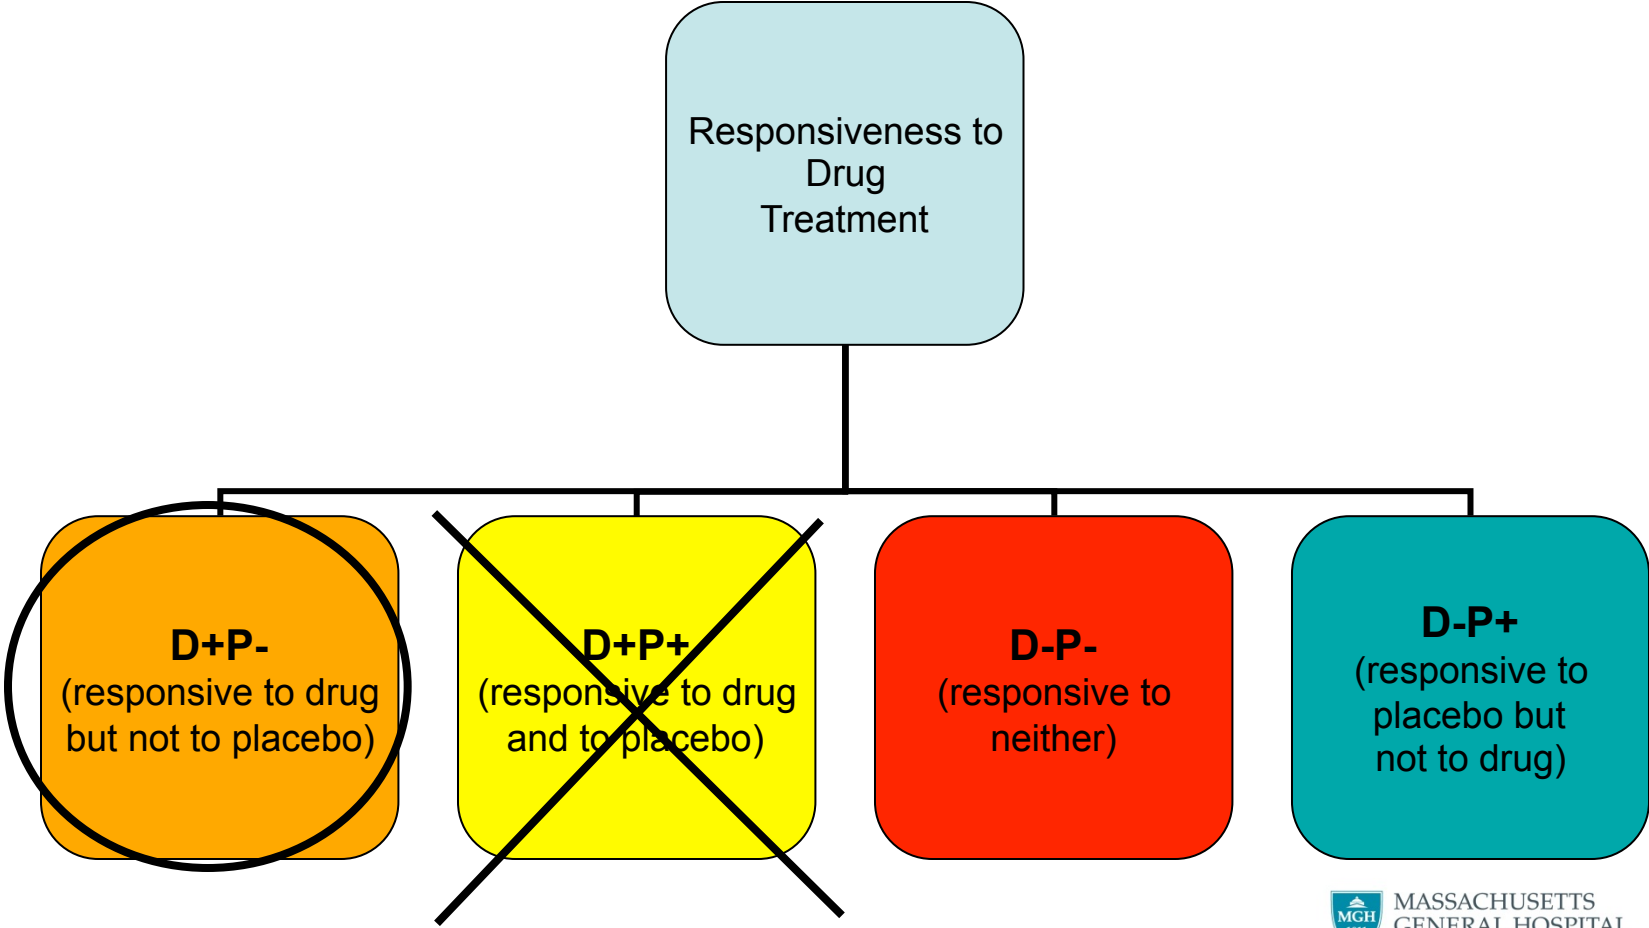 Responsiveness to
Drug
Treatment
D+P-
(responsive to drug
but not to placebo)
D+P+
(responsive to drug
and to placebo)
D-P-
(responsive to
neither)
D-P+
(responsive to
placebo but
not to drug)
MGH
MASSACHUSETTS
GENERAL HOSPITAL